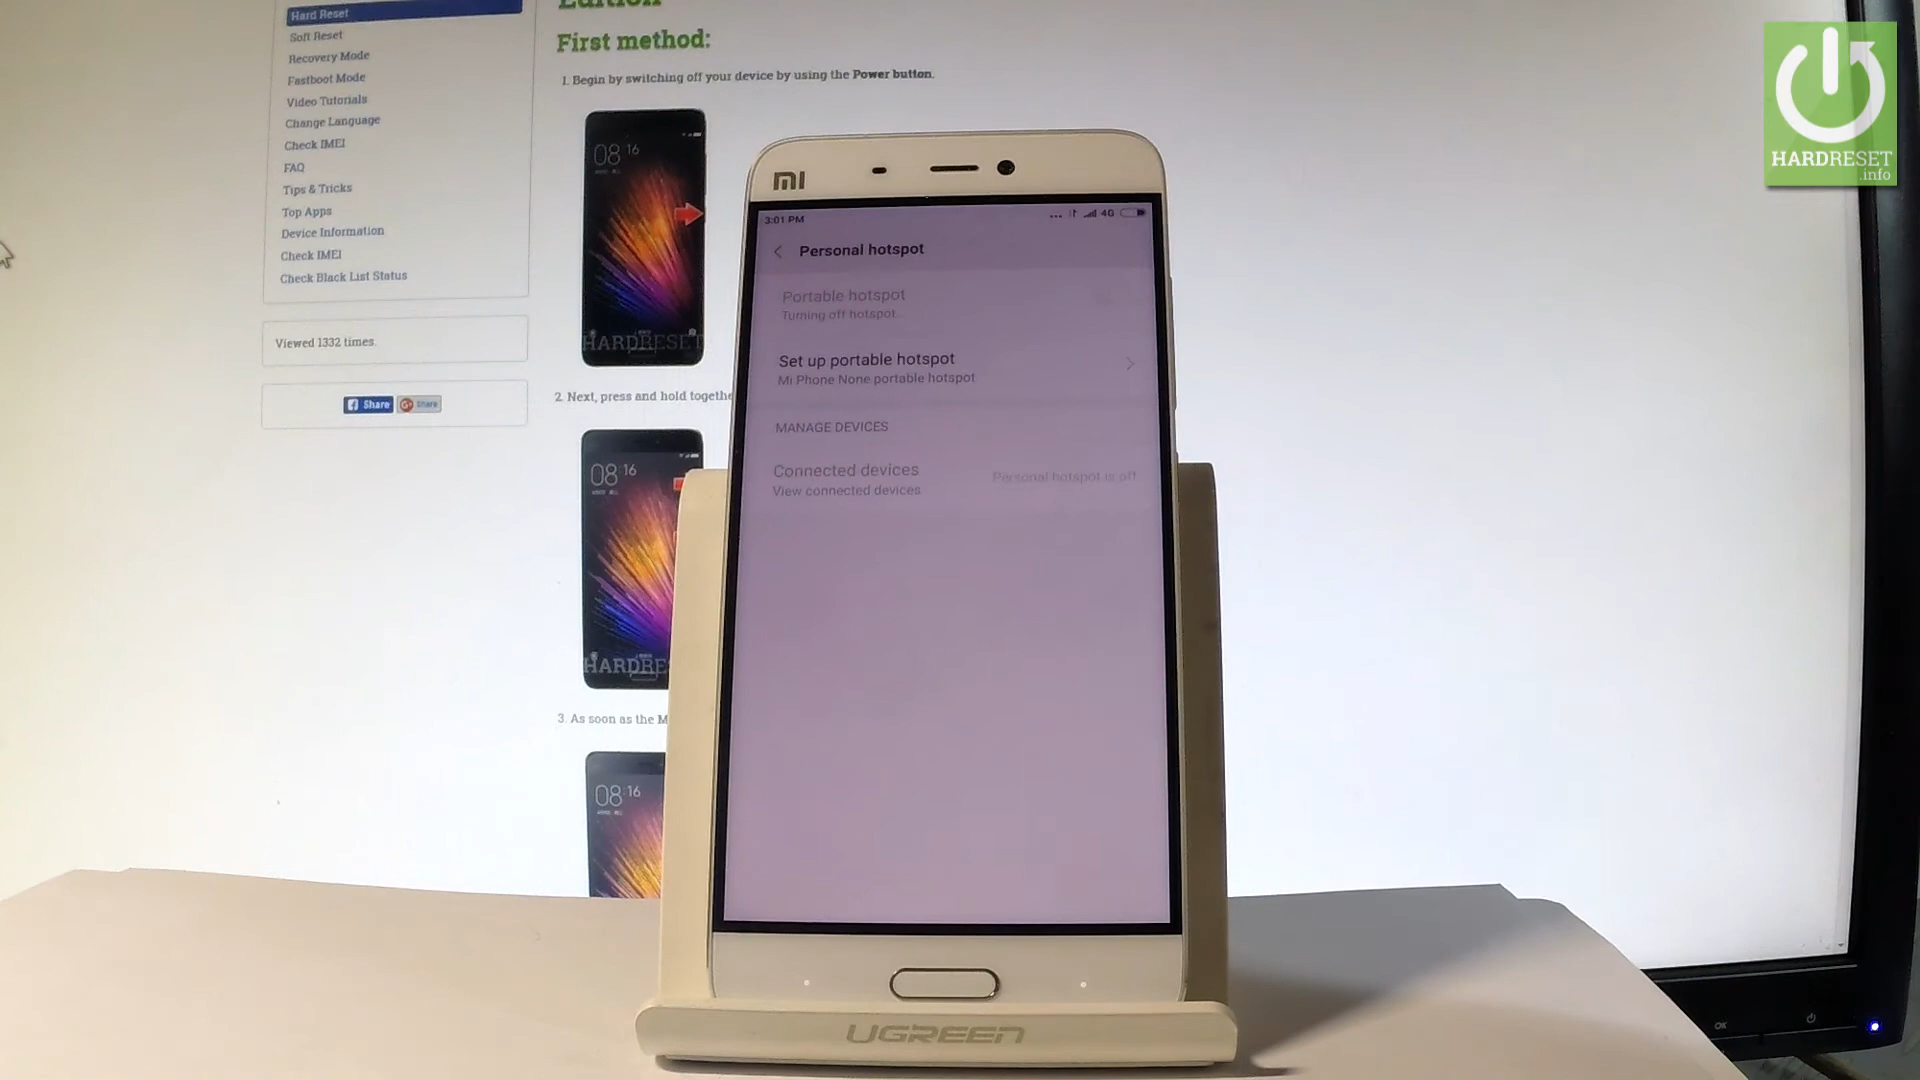 Hard Reset
Soft Reset
Recovery Mode
Fastboot Mode
Video Tutorials
Change Language
Check IMEI
FAQ
Tips & Tricks
Top Apps
Device Information
Check IMEI
Check Black List Status
Viewed 1332 times.
Share
Share
Edition
First method:
1. Begin by switching off your device by using the Power button.
08 16
HARDRESET
2. Next, press and hold togethe
08 16
HARDRE
3. As soon as the M
08 16
MI
3:01 PM
4G
Personal hotspot
Portable hotspot
Turning off hotspot...
Set up portable hotspot
Mi Phone None portable hotspot
MANAGE DEVICES
Connected devices
View connected devices
Personal hotspot is off
UGREEN
HARDRESET
.info
OK